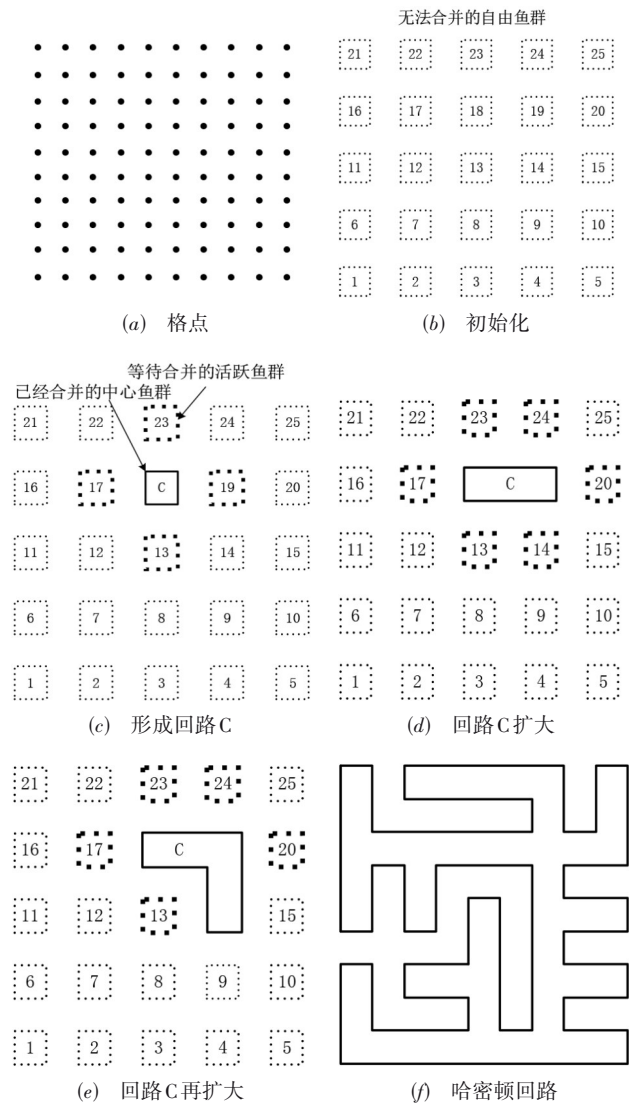 无法合并的自由鱼群
21 22 23 24 25
16 17 18 19 20
11 12 13 14 15
6 7 8 9 10
1 2 3 4 5
(a) 格点
(b) 初始化
等待合并的活跃鱼群
已经合并的中心鱼群
21 22 23 24 25
16 17 C 19 20
11 12 13 14 15
6 7 8 9 10
1 2 3 4 5
(c) 形成回路C
21 22 23 24 25
16 17 C 20
11 12 13 14 15
6 7 8 9 10
1 2 3 4 5
(d) 回路C扩大
21 22 23 24 25
16 17 C 20
11 12 13 15
6 7 8 9 10
1 2 3 4 5
(e) 回路C再扩大
(f) 哈密顿回路